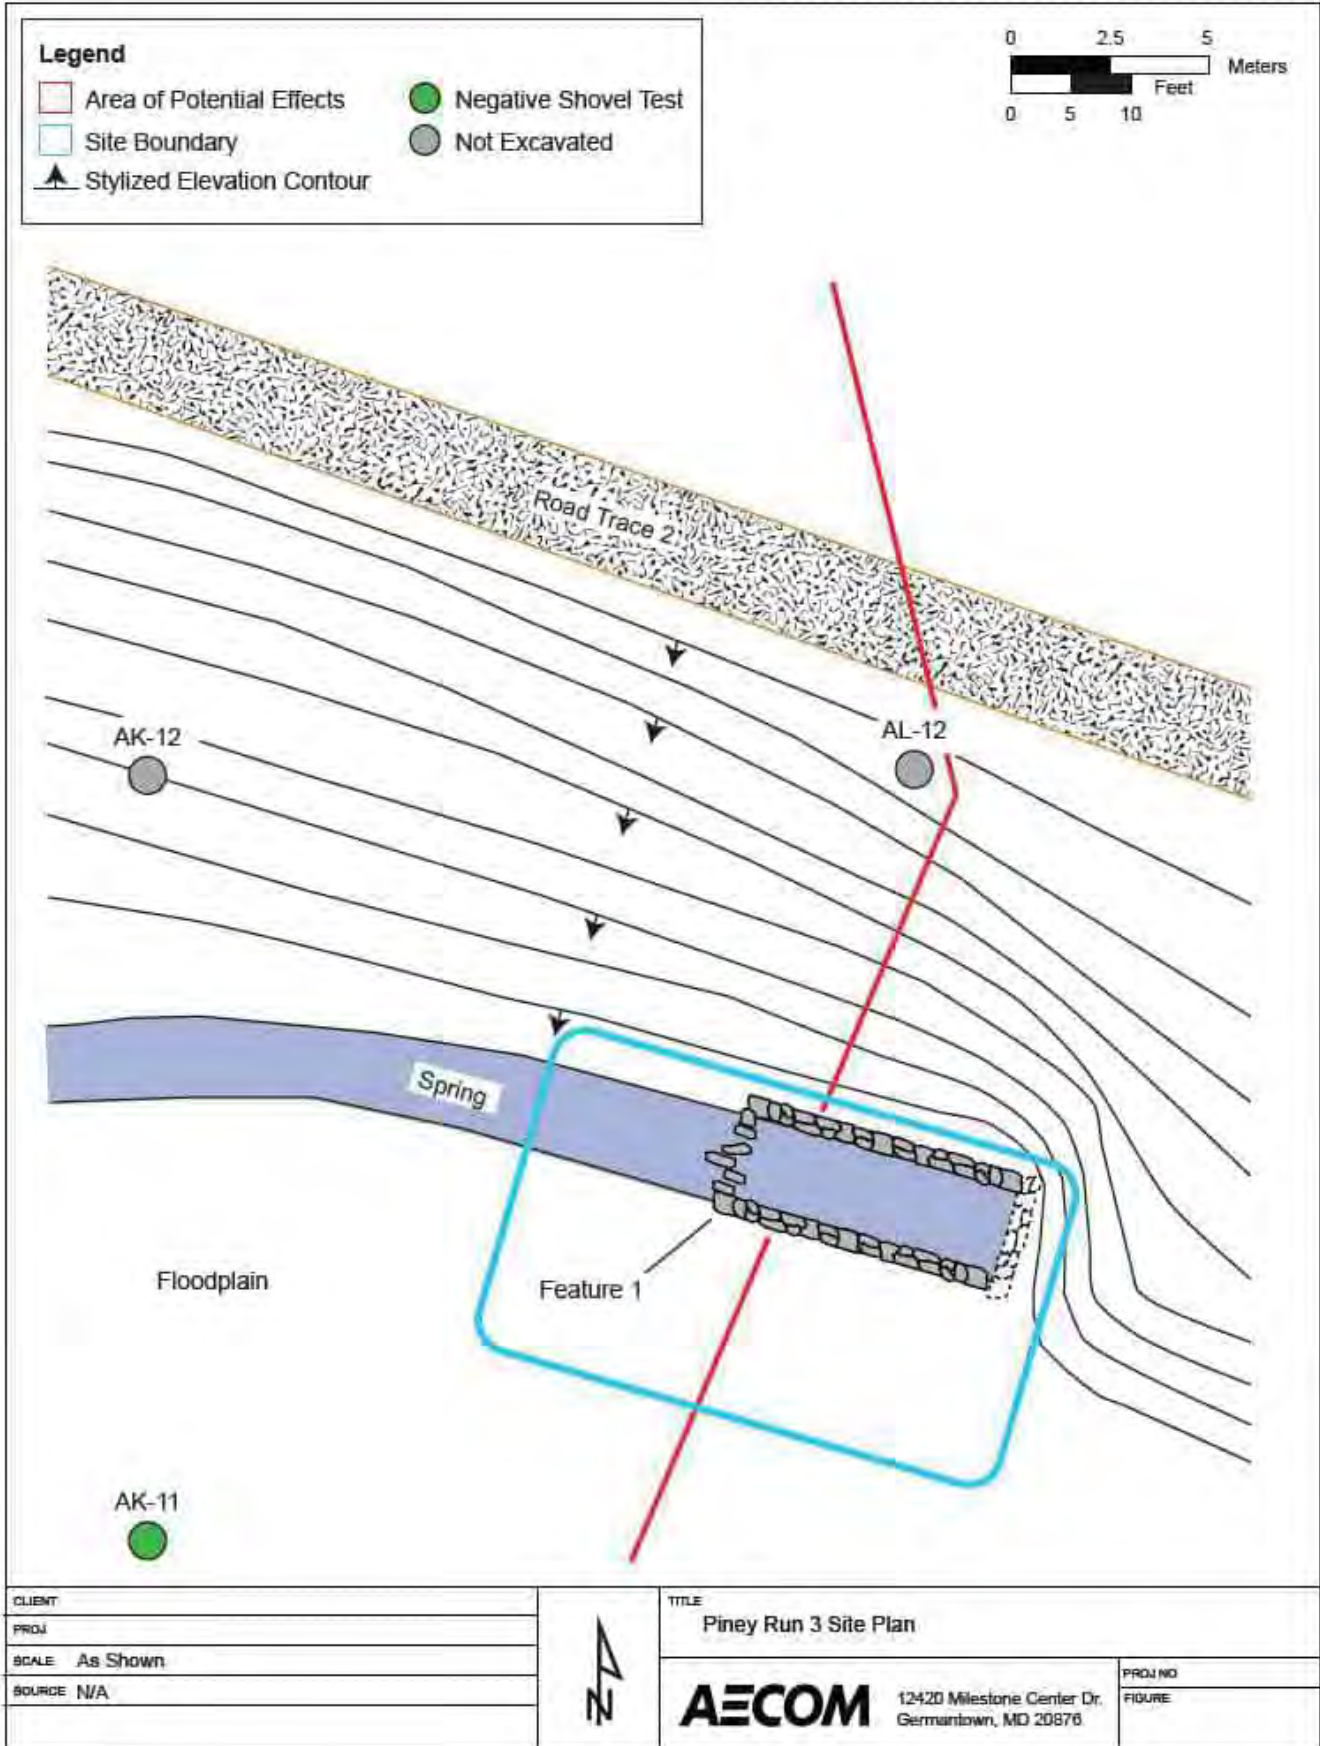 Legend
Area of Potential Effects
Negative Shovel Test
Site Boundary
Not Excavated
Stylized Elevation Contour
0 2.5 5
Meters
Feet
0 5 10
Road Trace 2
AK-12
AL-12
Spring
Floodplain
Feature 1
AK-11
CLIENT
PROJ
SCALE As Shown
SOURCE N/A
N
TITLE
Piney Run 3 Site Plan
AECOM
12420 Milestone Center Dr.
Germantown, MD 20876
PROJ NO
FIGURE